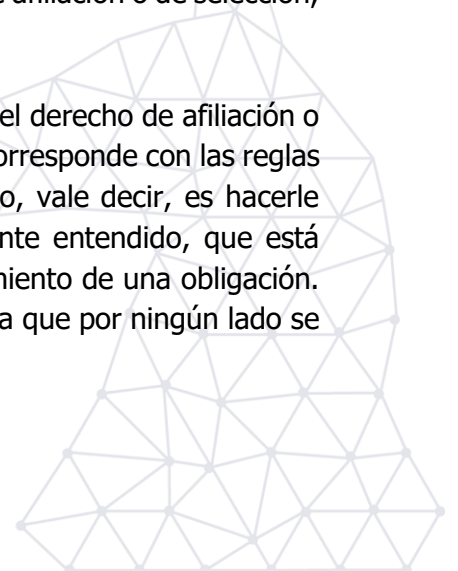 afiliación o de selección,
el derecho de afiliación o
orresponde con las reglas
o, vale decir, es hacerle
nte entendido, que está
miento de una obligación.
a que por ningún lado se